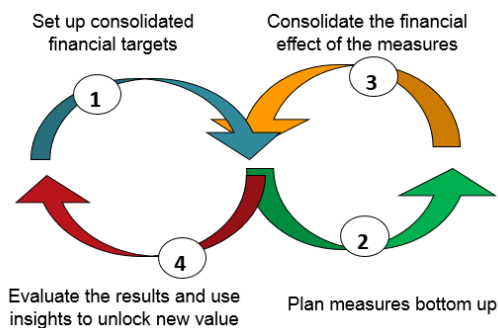 Set up consolidated
financial targets
Consolidate the financial
effect of the measures
1
3
4
2
Evaluate the results and use
insights to unlock new value
Plan measures bottom up